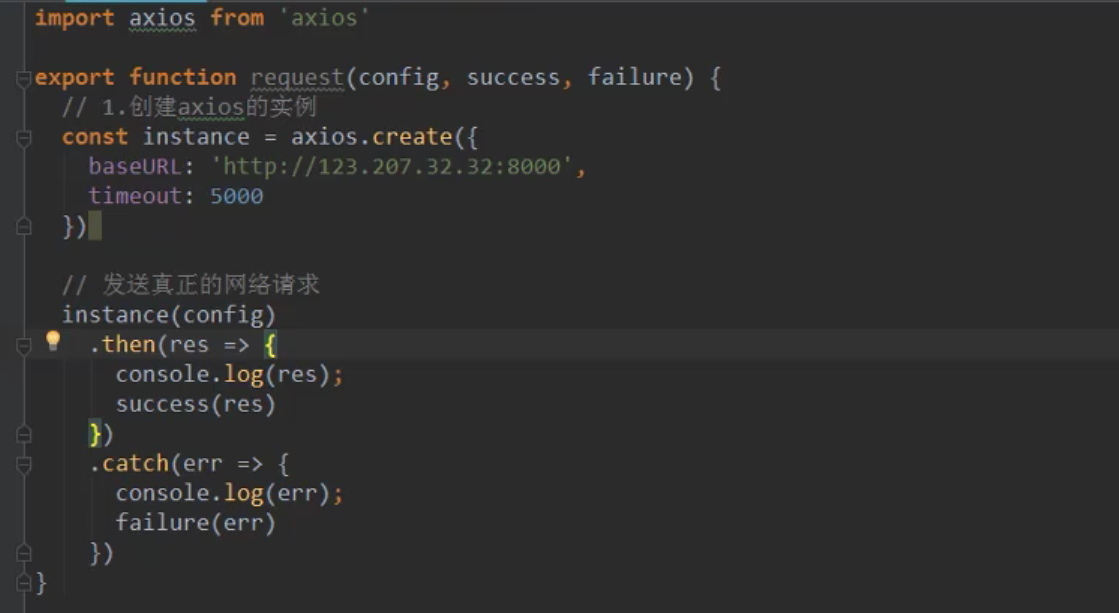 import axios from 'axios'
export function request(config, success, failure) {
// 1.创建axios的实例
const instance = axios.create({
baseURL: 'http://123.207.32.32:8000',
timeout: 5000
})
// 发送真正的网络请求
instance(config)
.then(res => {
console.log(res);
success(res)
})
.catch(err => {
console.log(err);
failure(err)
})
}